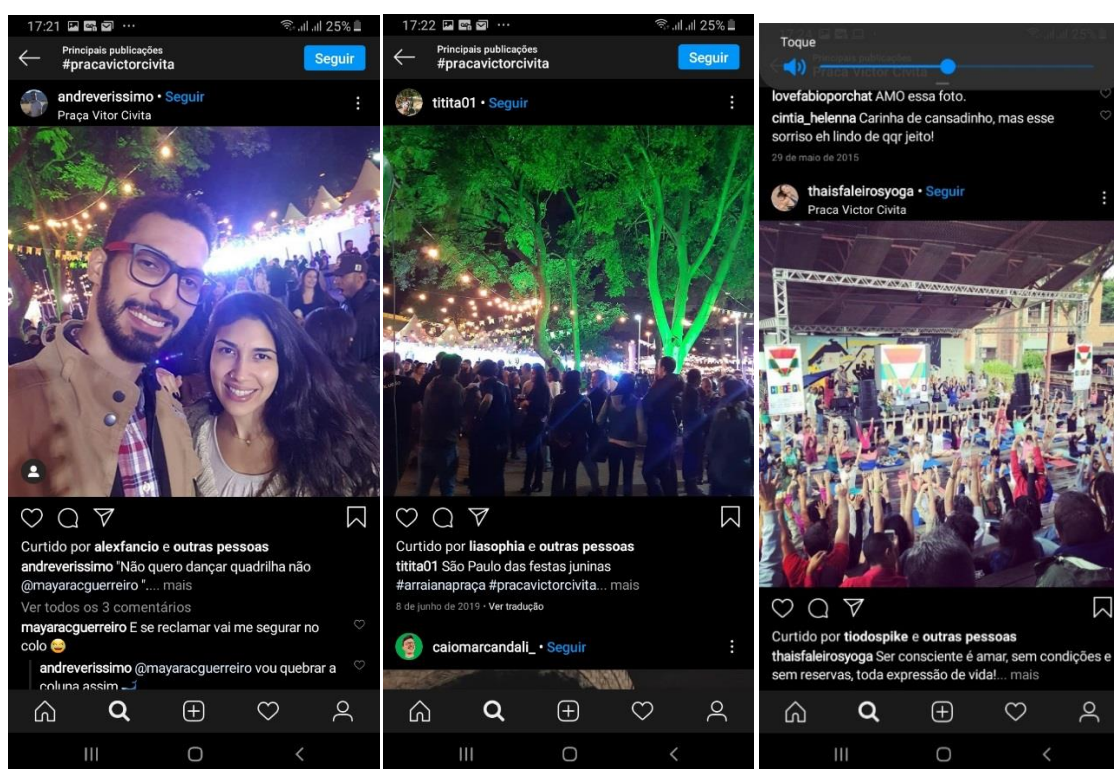 17:21 ... 25%
Principais publicações
#pracavictorcivita
Seguir
andreverissimo • Seguir
Praça Vitor Civita
Curtido por alexfancio e outras pessoas
andreverissimo "Não quero dançar quadrilha não
@mayaracguerreiro ".... mais
Ver todos os 3 comentários
mayaracguerreiro E se reclamar vai me segurar no
colo 😂
andreverissimo @mayaracguerreiro vou quebrar a
coluna assim
17:22 ... 25%
Principais publicações
#pracavictorcivita
Seguir
titita01 • Seguir
Curtido por liasophia e outras pessoas
titita01 São Paulo das festas juninas
#arraianapraça #pracavictorcivita... mais
8 de junho de 2019 • Ver tradução
caiomarcandali_ • Seguir
Toque
Principais publicações
Praca Victor Civita
lovefabioporchat AMO essa foto.
cintia_helenna Carinha de cansadinho, mas esse
sorriso eh lindo de qqr jeito!
29 de maio de 2015
thaisfaleirosyoga • Seguir
Praca Victor Civita
Curtido por tiodospike e outras pessoas
thaisfaleirosyoga Ser consciente é amar, sem condições e
sem reservas, toda expressão de vida!... mais